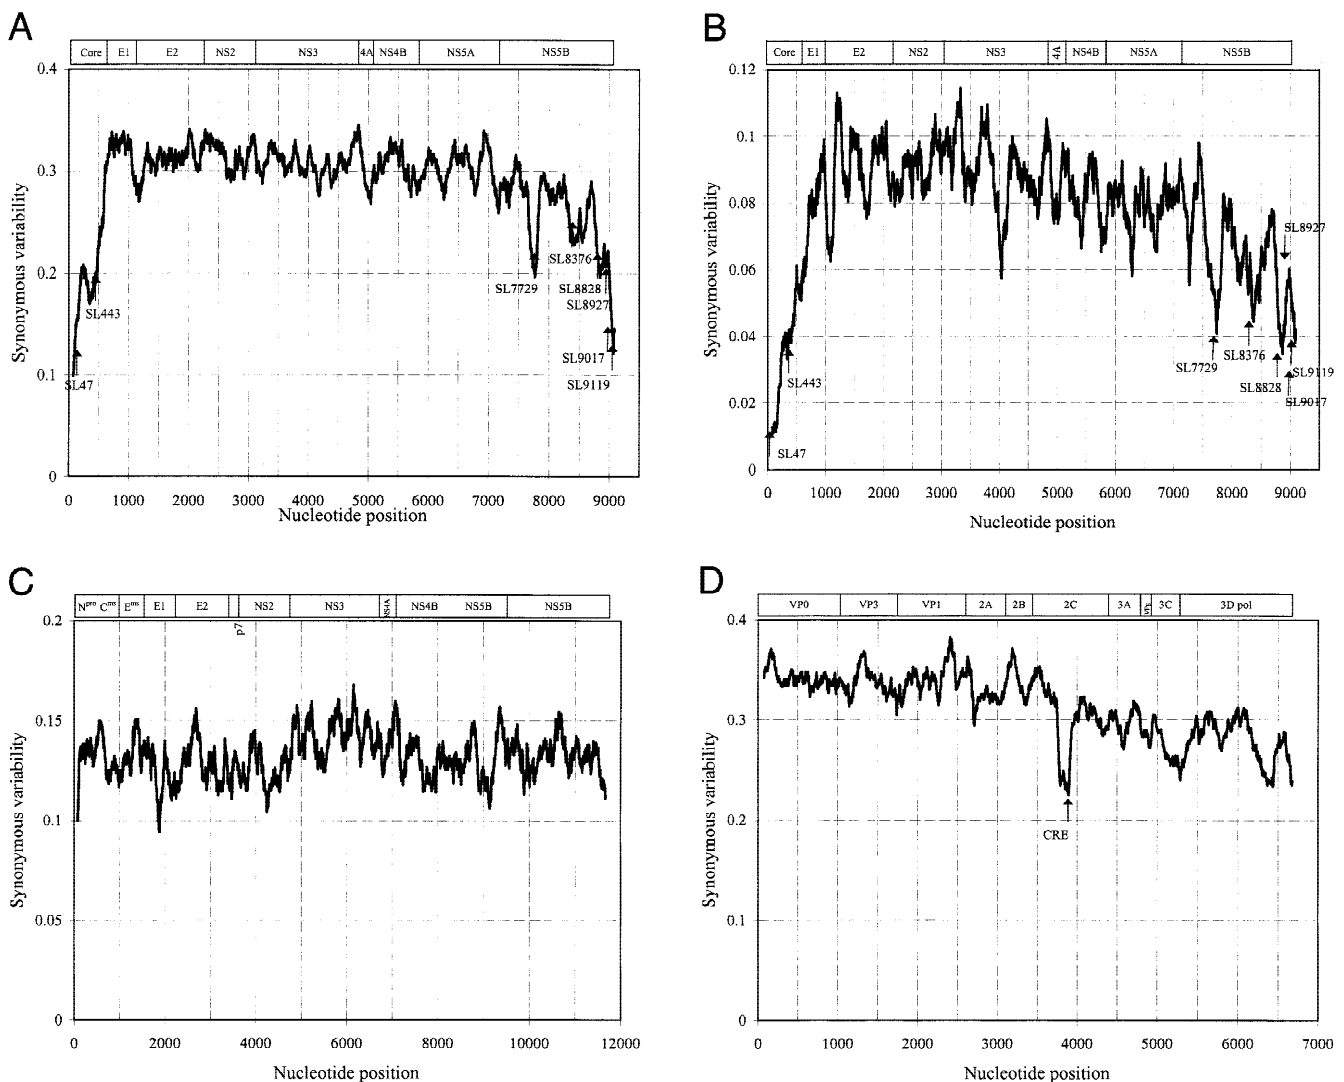 A
Core E1 E2 NS2 NS3 4A NS4B NS5A NS5B
0.4
0.3
0.2
0.1
0
Synonymous variability
SL47
SL443
SL7729
SL8376
SL8828
SL8927
SL9017
SL9119
0 1000 2000 3000 4000 5000 6000 7000 8000 9000
Nucleotide position
B
Core E1 E2 NS2 NS3 4A NS4B NS5A NS5B
0.12
0.1
0.08
0.06
0.04
0.02
0
Synonymous variability
SL47
SL443
SL7729
SL8376
SL8828
SL8927
SL9119
SL9017
0 1000 2000 3000 4000 5000 6000 7000 8000 9000
Nucleotide position
C
Npro Cms Ems E1 E2 p7 NS2 NS3 NS4A NS4B NS5B NS5B
0.2
0.15
0.1
0.05
0
Synonymous variability
0 2000 4000 6000 8000 10000 12000
Nucleotide position
D
VP0 VP3 VP1 2A 2B 2C 3A 3C 3D pol
0.4
0.3
0.2
0.1
0
Synonymous variability
CRE
0 1000 2000 3000 4000 5000 6000 7000
Nucleotide position